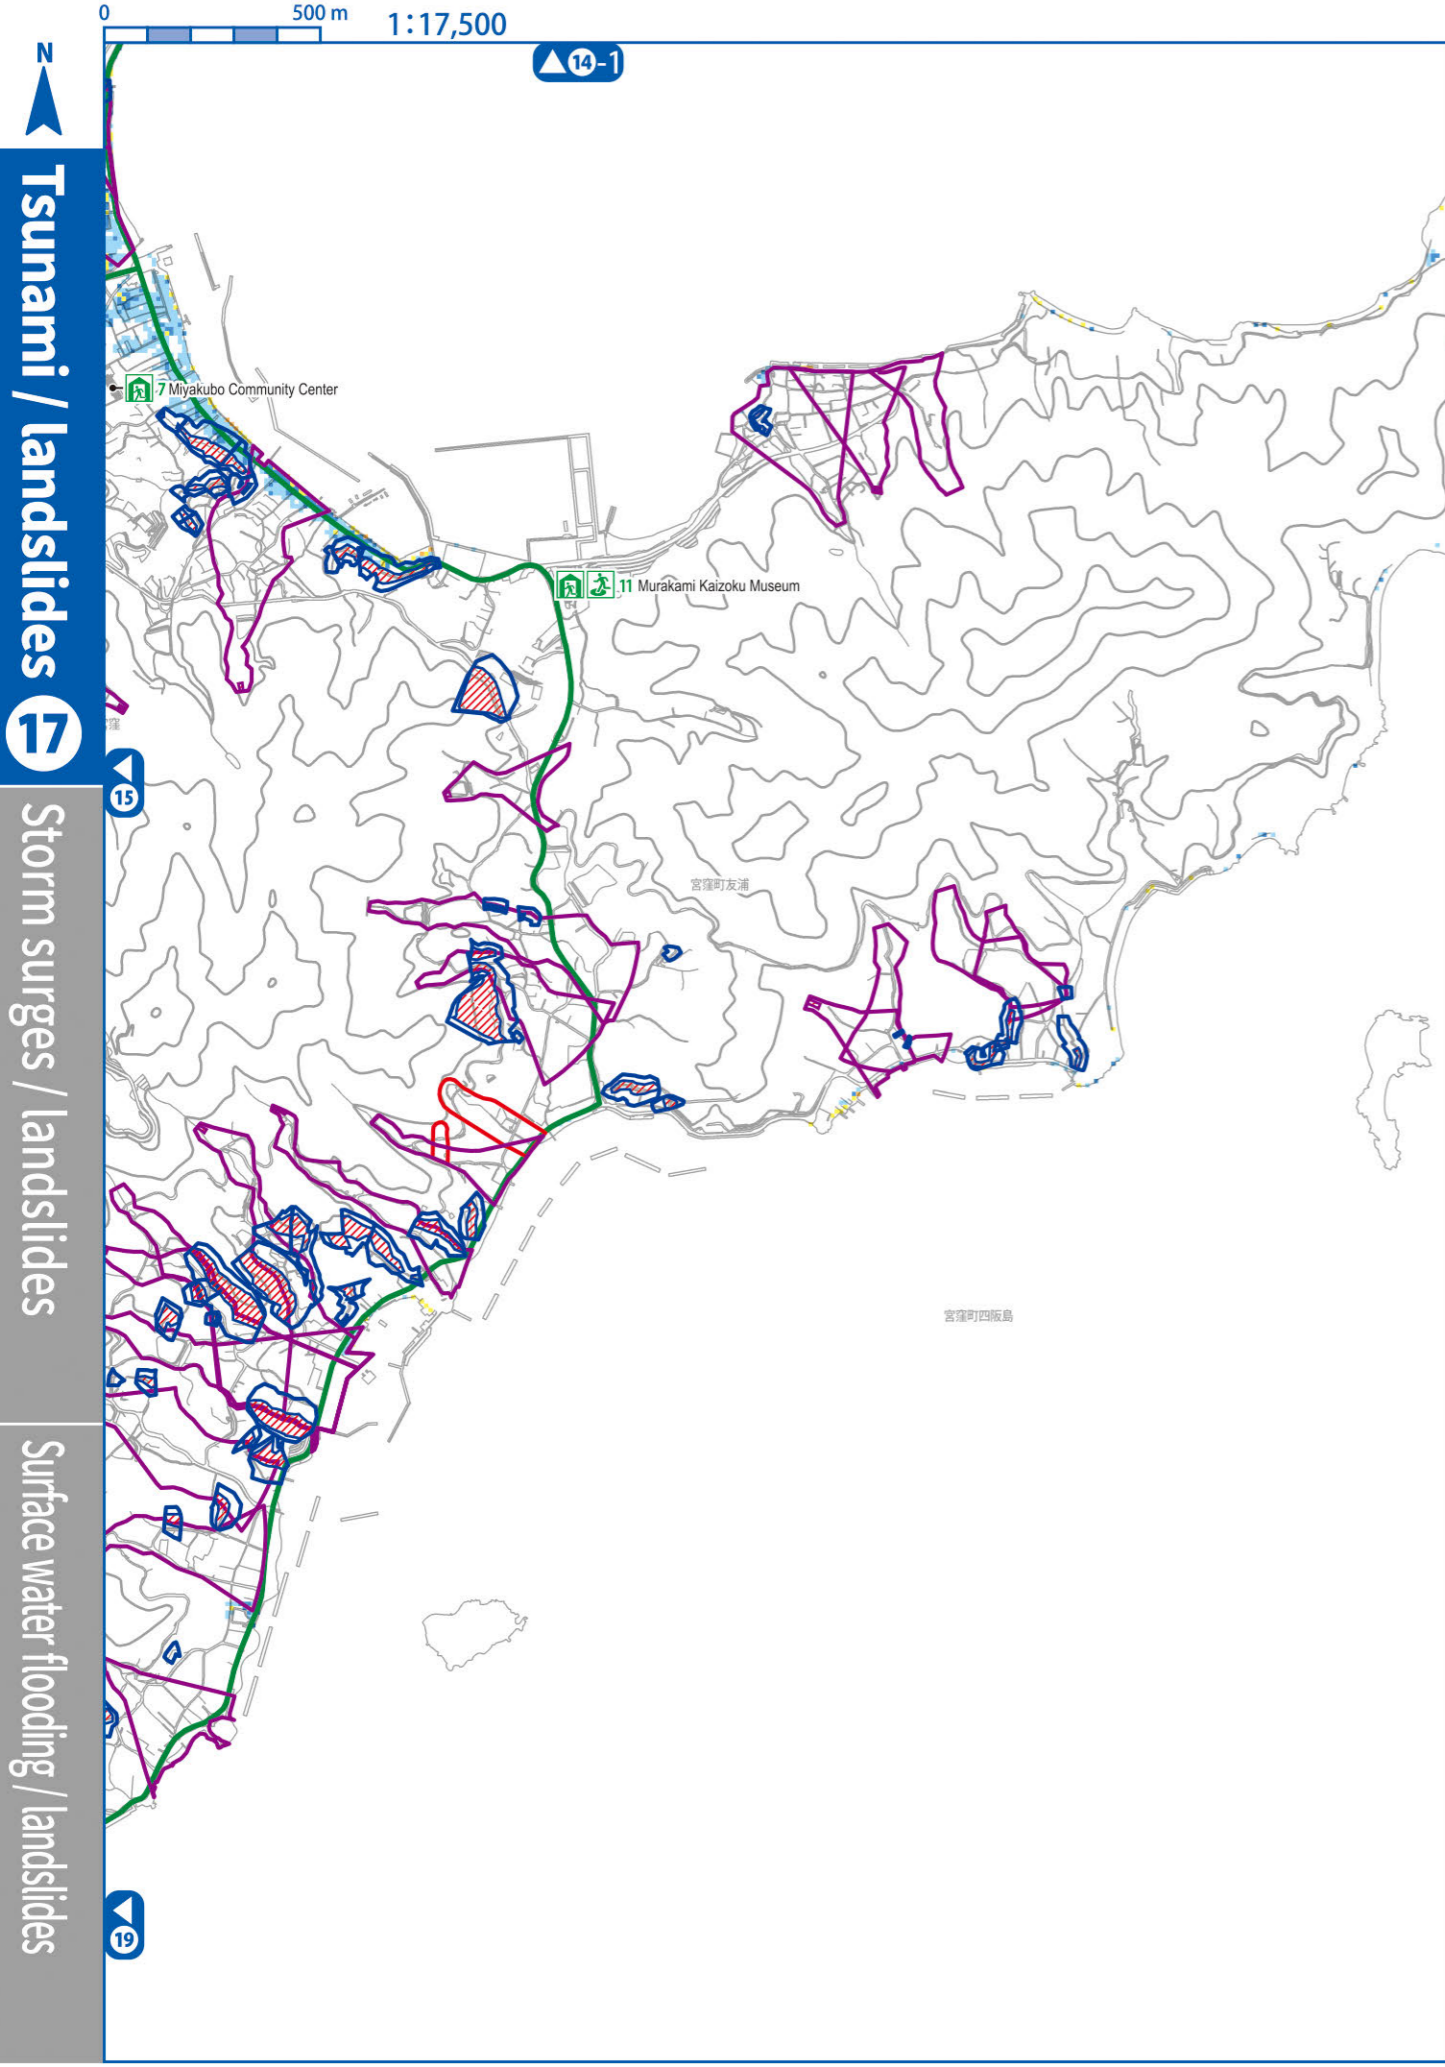 0
500 m
1:17,500
14-1
N
Tsunami / landslides 17
Storm surges / landslides
Surface water flooding / landslides
7 Miyakubo Community Center
11 Murakami Kaizoku Museum
窪
15
宮窪町友浦
宮窪町四阪島
19